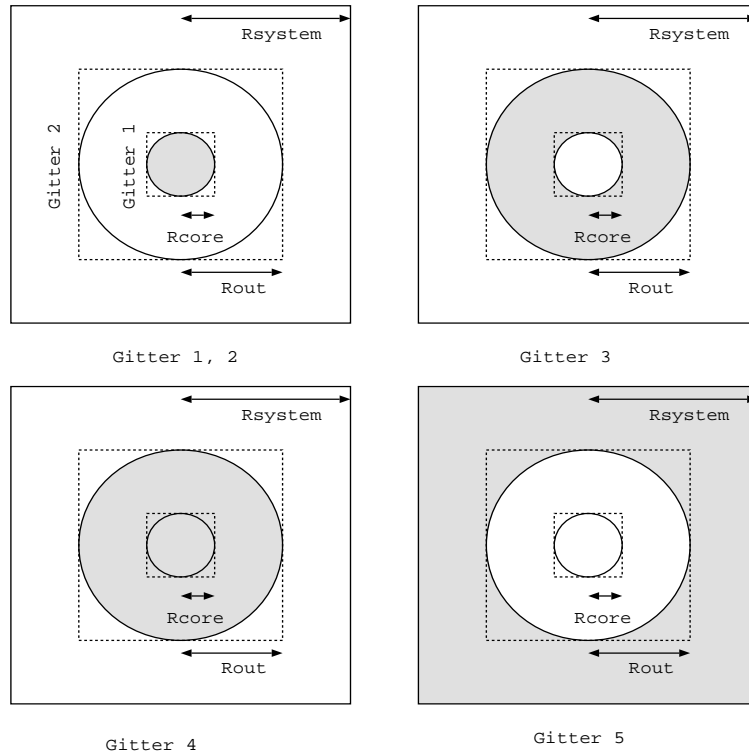 Rsystem
Gitter 2
Gitter 1
Rcore
Rout
Gitter 1, 2
Rsystem
Rcore
Rout
Gitter 3
Rsystem
Rcore
Rout
Gitter 4
Rsystem
Rcore
Rout
Gitter 5